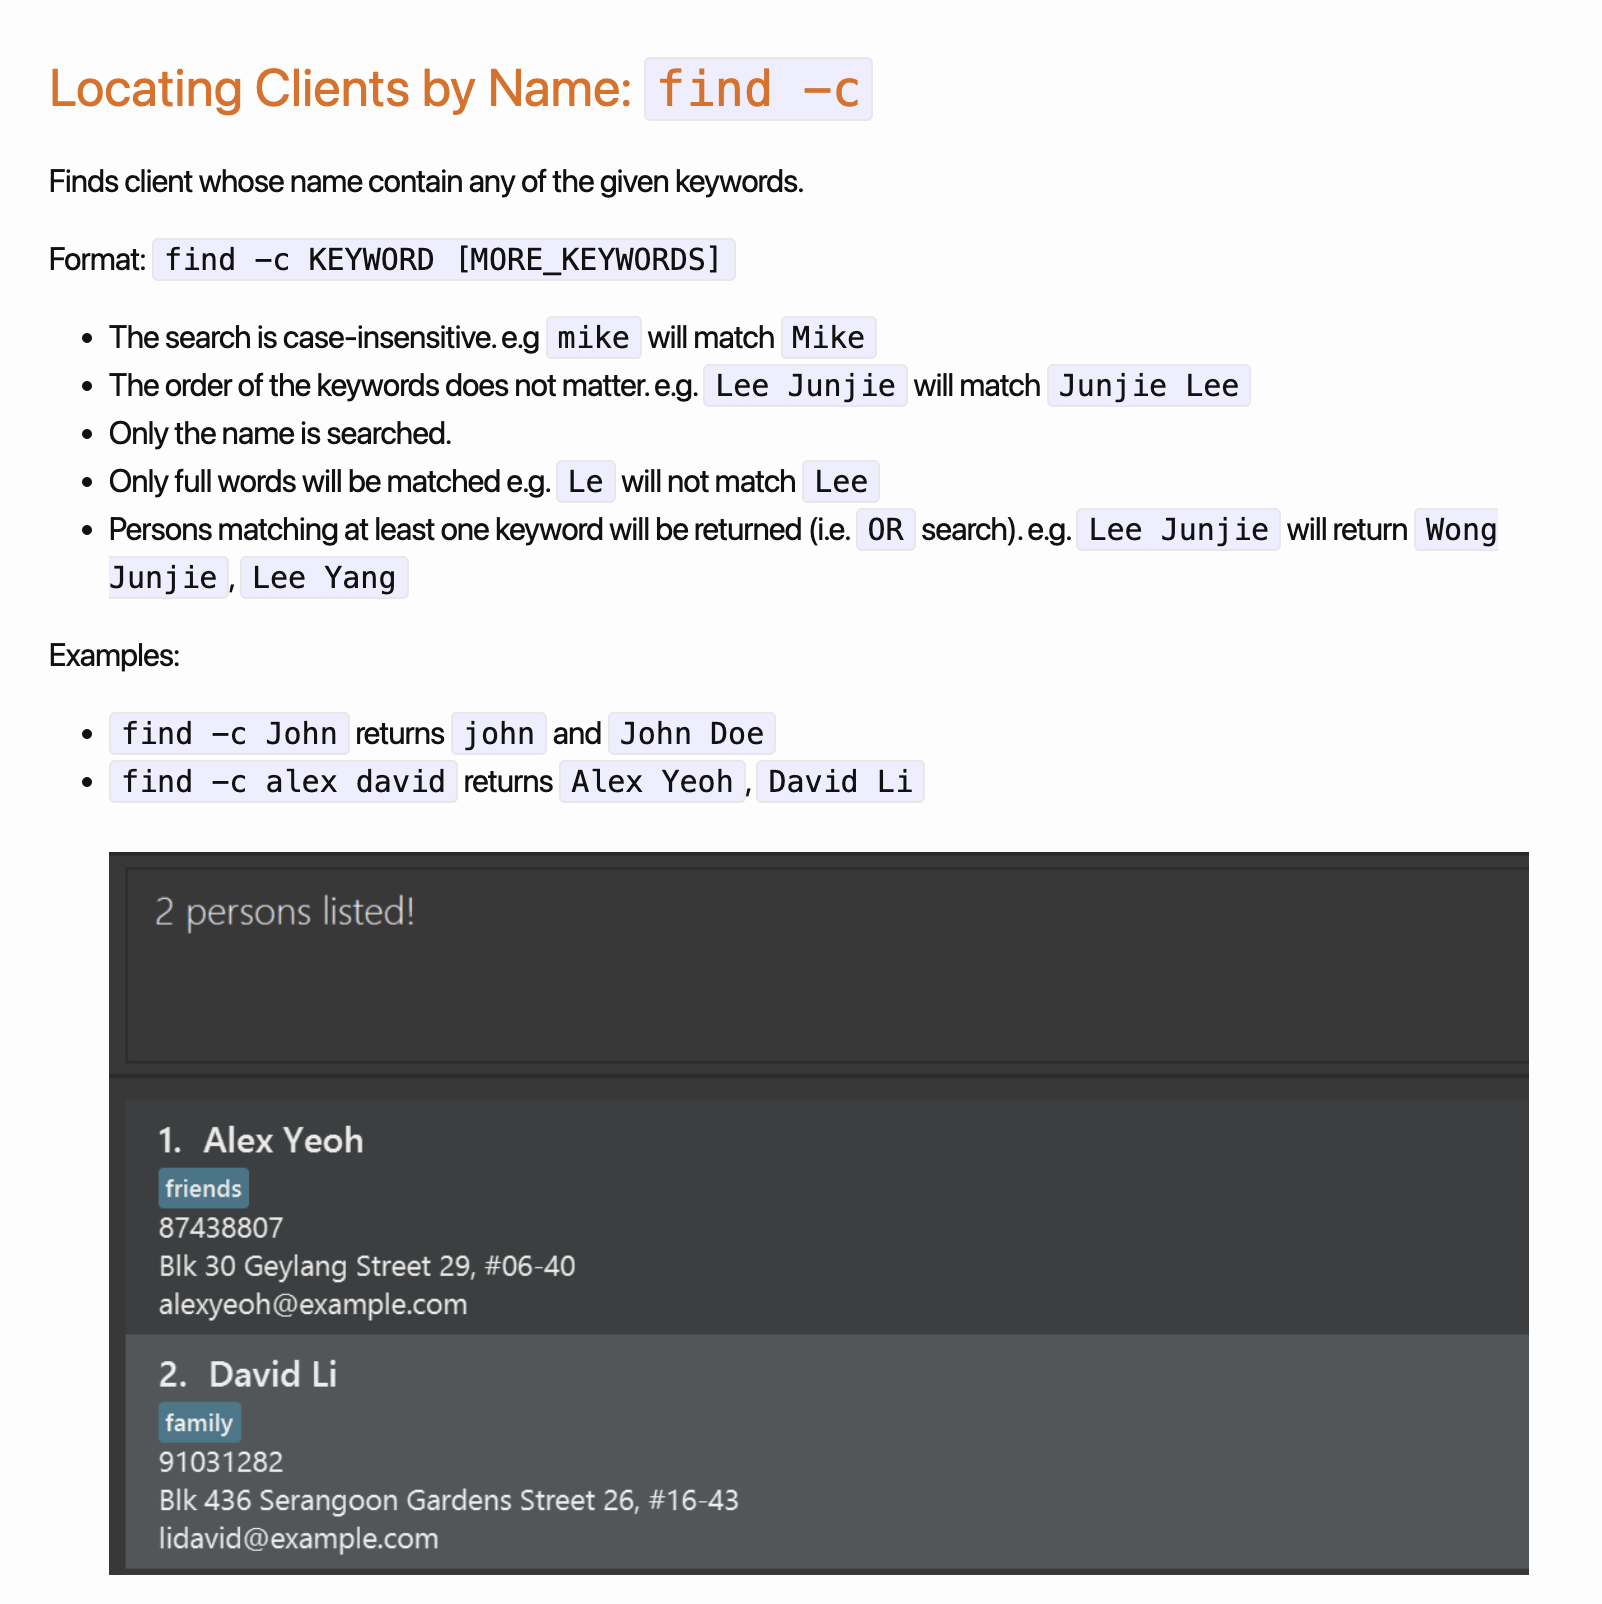 Locating Clients by Name: find -c
Finds client whose name contain any of the given keywords.
Format: find -c KEYWORD [MORE_KEYWORDS]
• The search is case-insensitive. e.g mike will match Mike
• The order of the keywords does not matter. e.g. Lee Junjie will match Junjie Lee
• Only the name is searched.
• Only full words will be matched e.g. Le will not match Lee
• Persons matching at least one keyword will be returned (i.e. OR search). e.g. Lee Junjie will return Wong
Junjie, Lee Yang
Examples:
• find -c John returns john and John Doe
• find -c alex david returns Alex Yeoh, David Li
2 persons listed!
1. Alex Yeoh
friends
87438807
Blk 30 Geylang Street 29, #06-40
alexyeoh@example.com
2. David Li
family
91031282
Blk 436 Serangoon Gardens Street 26, #16-43
lidavid@example.com